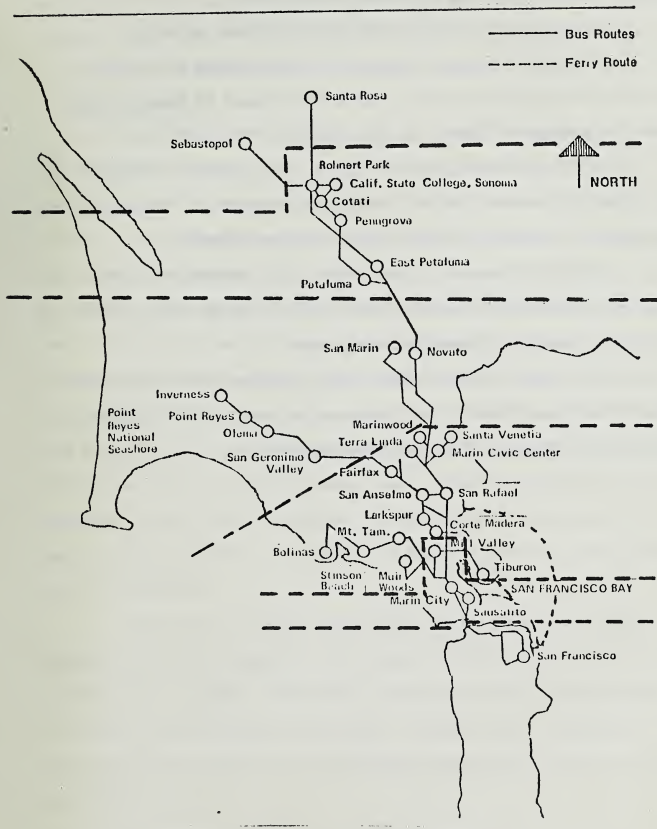 Bus Routes
Ferry Route
Santa Rosa
Sebastopol
NORTH
Rohnert Park
Calif. State College, Sonoma
Cotati
Penngrove
East Petaluma
Petaluma
San Marin
Novato
Inverness
Point Reyes
Olema
Point
Reyes
National
Seashore
Marinwood
Santa Venetia
Terra Linda
Marin Civic Center
San Geronimo
Valley
Fairfax
San Anselmo
San Rafael
Larkspur
Corte Madera
Mt. Tam.
Mill Valley
Bolinas
Tiburon
Stinson
Beach
Muir
Woods
SAN FRANCISCO BAY
Marin City
Sausalito
San Francisco